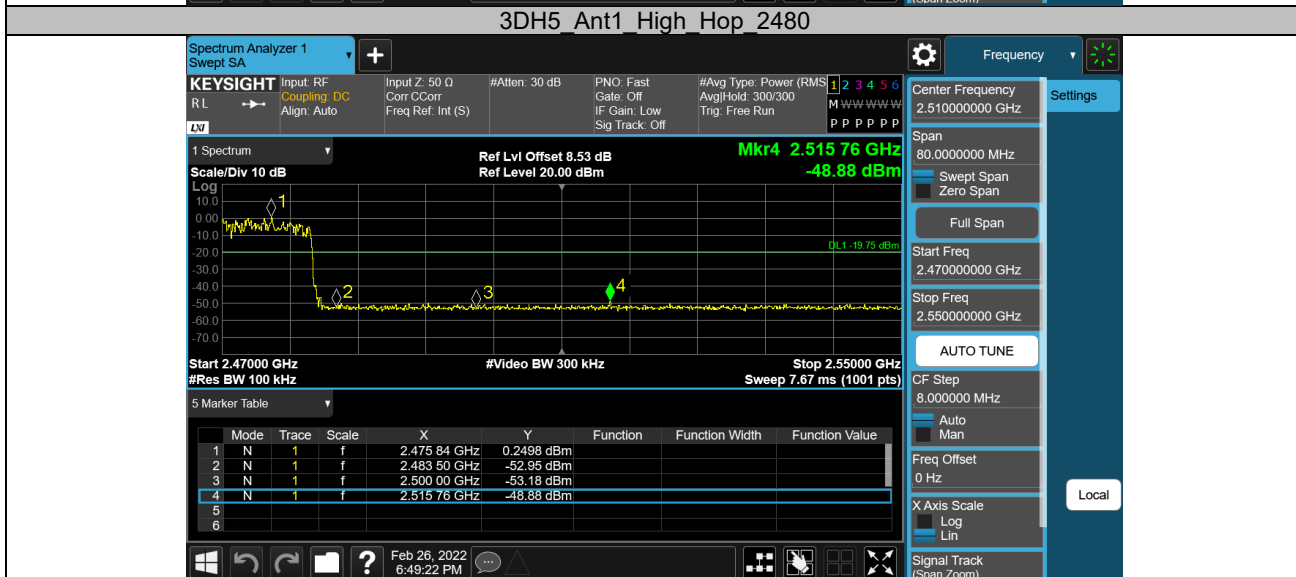 (Span Zoom)
3DH5_Ant1_High_Hop_2480
Spectrum Analyzer 1
Swept SA
+
Frequency
KEYSIGHT
RL
LXI
Input: RF
Coupling: DC
Align: Auto
Input Z: 50 Ω
Corr CCorr
Freq Ref: Int (S)
#Atten: 30 dB
PNO: Fast
Gate: Off
IF Gain: Low
Sig Track: Off
#Avg Type: Power (RMS
Avg|Hold: 300/300
Trig: Free Run
1 2 3 4 5 6
M W W W W W
P P P P P P
1 Spectrum
Scale/Div 10 dB
Ref Lvl Offset 8.53 dB
Ref Level 20.00 dBm
Mkr4 2.515 76 GHz
-48.88 dBm
Log
10.0
0.00
-10.0
-20.0
-30.0
-40.0
-50.0
-60.0
-70.0
1
2
3
4
DL1 -19.75 dBm
Start 2.47000 GHz
#Res BW 100 kHz
#Video BW 300 kHz
Stop 2.55000 GHz
Sweep 7.67 ms (1001 pts)
5 Marker Table
Mode Trace Scale X Y Function Function Width Function Value
1 N 1 f 2.475 84 GHz 0.2498 dBm
2 N 1 f 2.483 50 GHz -52.95 dBm
3 N 1 f 2.500 00 GHz -53.18 dBm
4 N 1 f 2.515 76 GHz -48.88 dBm
5
6
?
Feb 26, 2022
6:49:22 PM
Center Frequency
2.510000000 GHz
Settings
Span
80.0000000 MHz
Swept Span
Zero Span
Full Span
Start Freq
2.470000000 GHz
Stop Freq
2.550000000 GHz
AUTO TUNE
CF Step
8.000000 MHz
Auto
Man
Freq Offset
0 Hz
X Axis Scale
Log
Lin
Local
Signal Track
(Span Zoom)